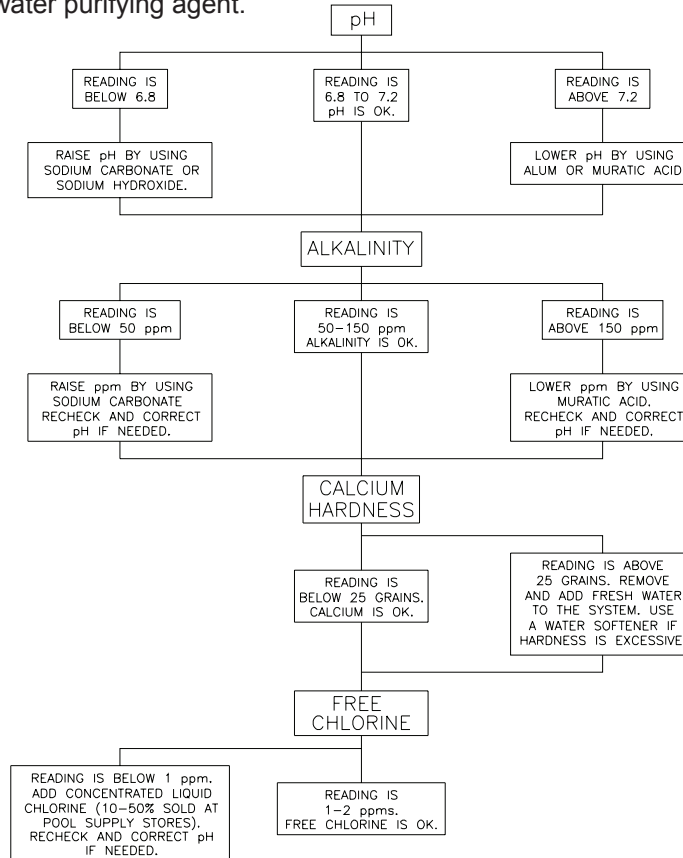 water purifying agent.
pH
READING IS
BELOW 6.8
READING IS
6.8 TO 7.2
pH IS OK.
READING IS
ABOVE 7.2
RAISE pH BY USING
SODIUM CARBONATE OR
SODIUM HYDROXIDE.
LOWER pH BY USING
ALUM OR MURATIC ACID
ALKALINITY
READING IS
BELOW 50 ppm
READING IS
50-150 ppm
ALKALINITY IS OK.
READING IS
ABOVE 150 ppm
RAISE ppm BY USING
SODIUM CARBONATE
RECHECK AND CORRECT
pH IF NEEDED.
LOWER ppm BY USING
MURATIC ACID.
RECHECK AND CORRECT
pH IF NEEDED.
CALCIUM
HARDNESS
READING IS
BELOW 25 GRAINS.
CALCIUM IS OK.
READING IS ABOVE
25 GRAINS. REMOVE
AND ADD FRESH WATER
TO THE SYSTEM. USE
A WATER SOFTENER IF
HARDNESS IS EXCESSIVE
FREE
CHLORINE
READING IS BELOW 1 ppm.
ADD CONCENTRATED LIQUID
CHLORINE (10-50% SOLD AT
POOL SUPPLY STORES).
RECHECK AND CORRECT pH
IF NEEDED.
READING IS
1-2 ppms.
FREE CHLORINE IS OK.